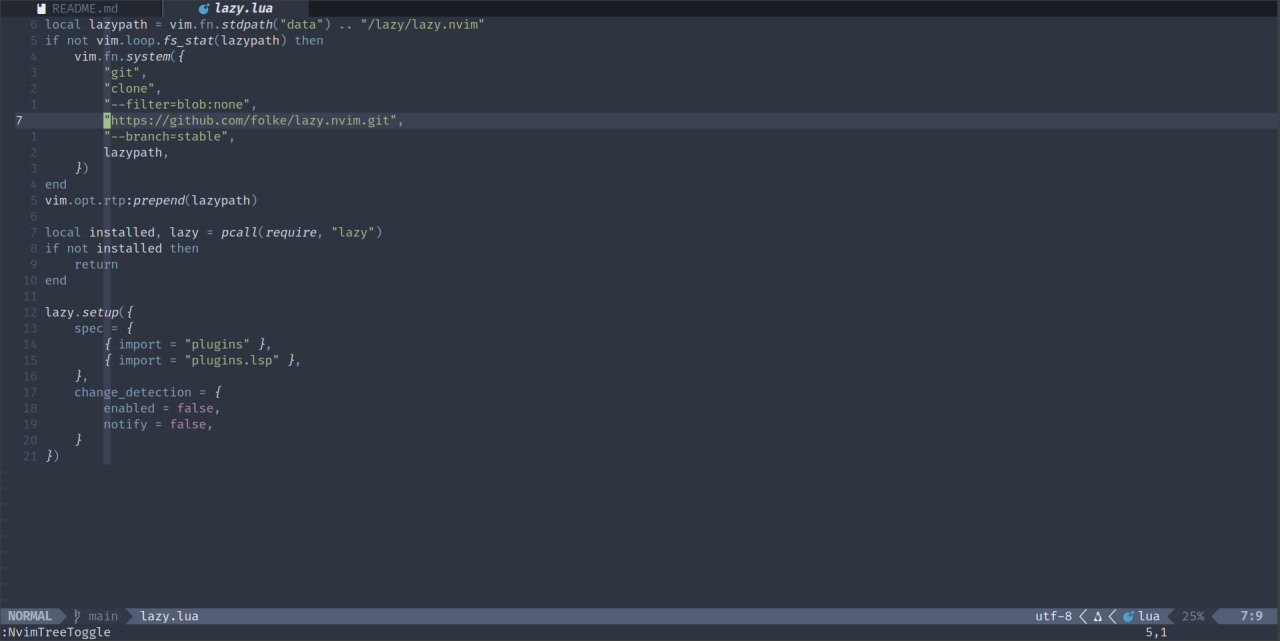 README.md lazy.lua
6 local lazypath = vim.fn.stdpath("data") .. "/lazy/lazy.nvim"
5 if not vim.loop.fs_stat(lazypath) then
4     vim.fn.system({
3         "git",
2         "clone",
1         "--filter=blob:none",
7         "https://github.com/folke/lazy.nvim.git",
1         "--branch=stable",
2         lazypath,
3     })
4 end
5 vim.opt.rtp:prepend(lazypath)
6
7 local installed, lazy = pcall(require, "lazy")
8 if not installed then
9     return
10 end
11
12 lazy.setup({
13     spec = {
14         { import = "plugins" },
15         { import = "plugins.lsp" },
16     },
17     change_detection = {
18         enabled = false,
19         notify = false,
20     }
21 })
NORMAL main lazy.lua utf-8 lua 25% 7:9
:NvimTreeToggle 5,1